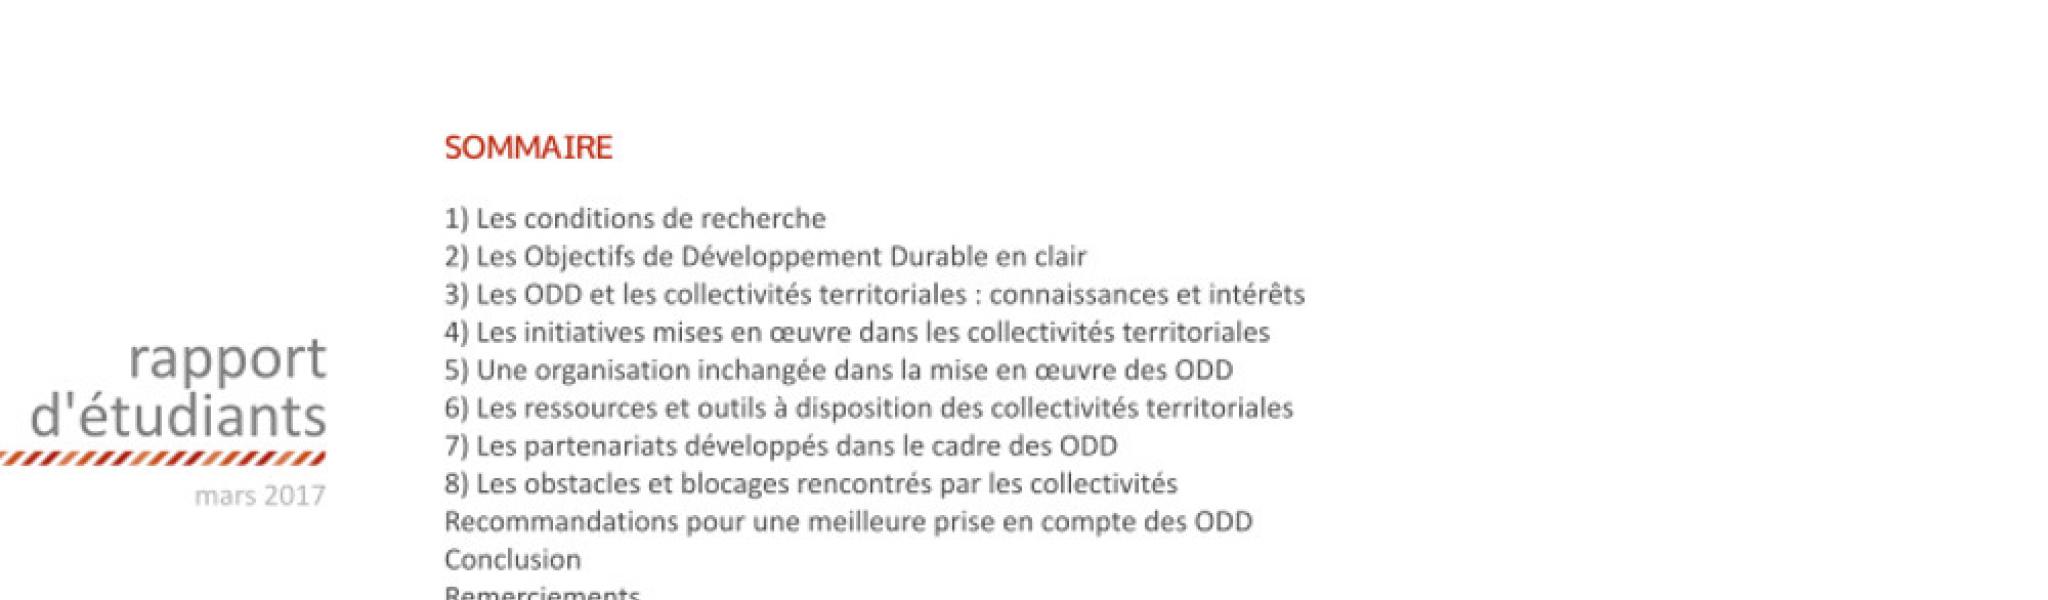 rapport
d'étudiants
mars 2017
SOMMAIRE
1) Les conditions de recherche
2) Les Objectifs de Développement Durable en clair
3) Les ODD et les collectivités territoriales : connaissances et intérêts
4) Les initiatives mises en œuvre dans les collectivités territoriales
5) Une organisation inchangée dans la mise en œuvre des ODD
6) Les ressources et outils à disposition des collectivités territoriales
7) Les partenariats développés dans le cadre des ODD
8) Les obstacles et blocages rencontrés par les collectivités
Recommandations pour une meilleure prise en compte des ODD
Conclusion
Remerciements